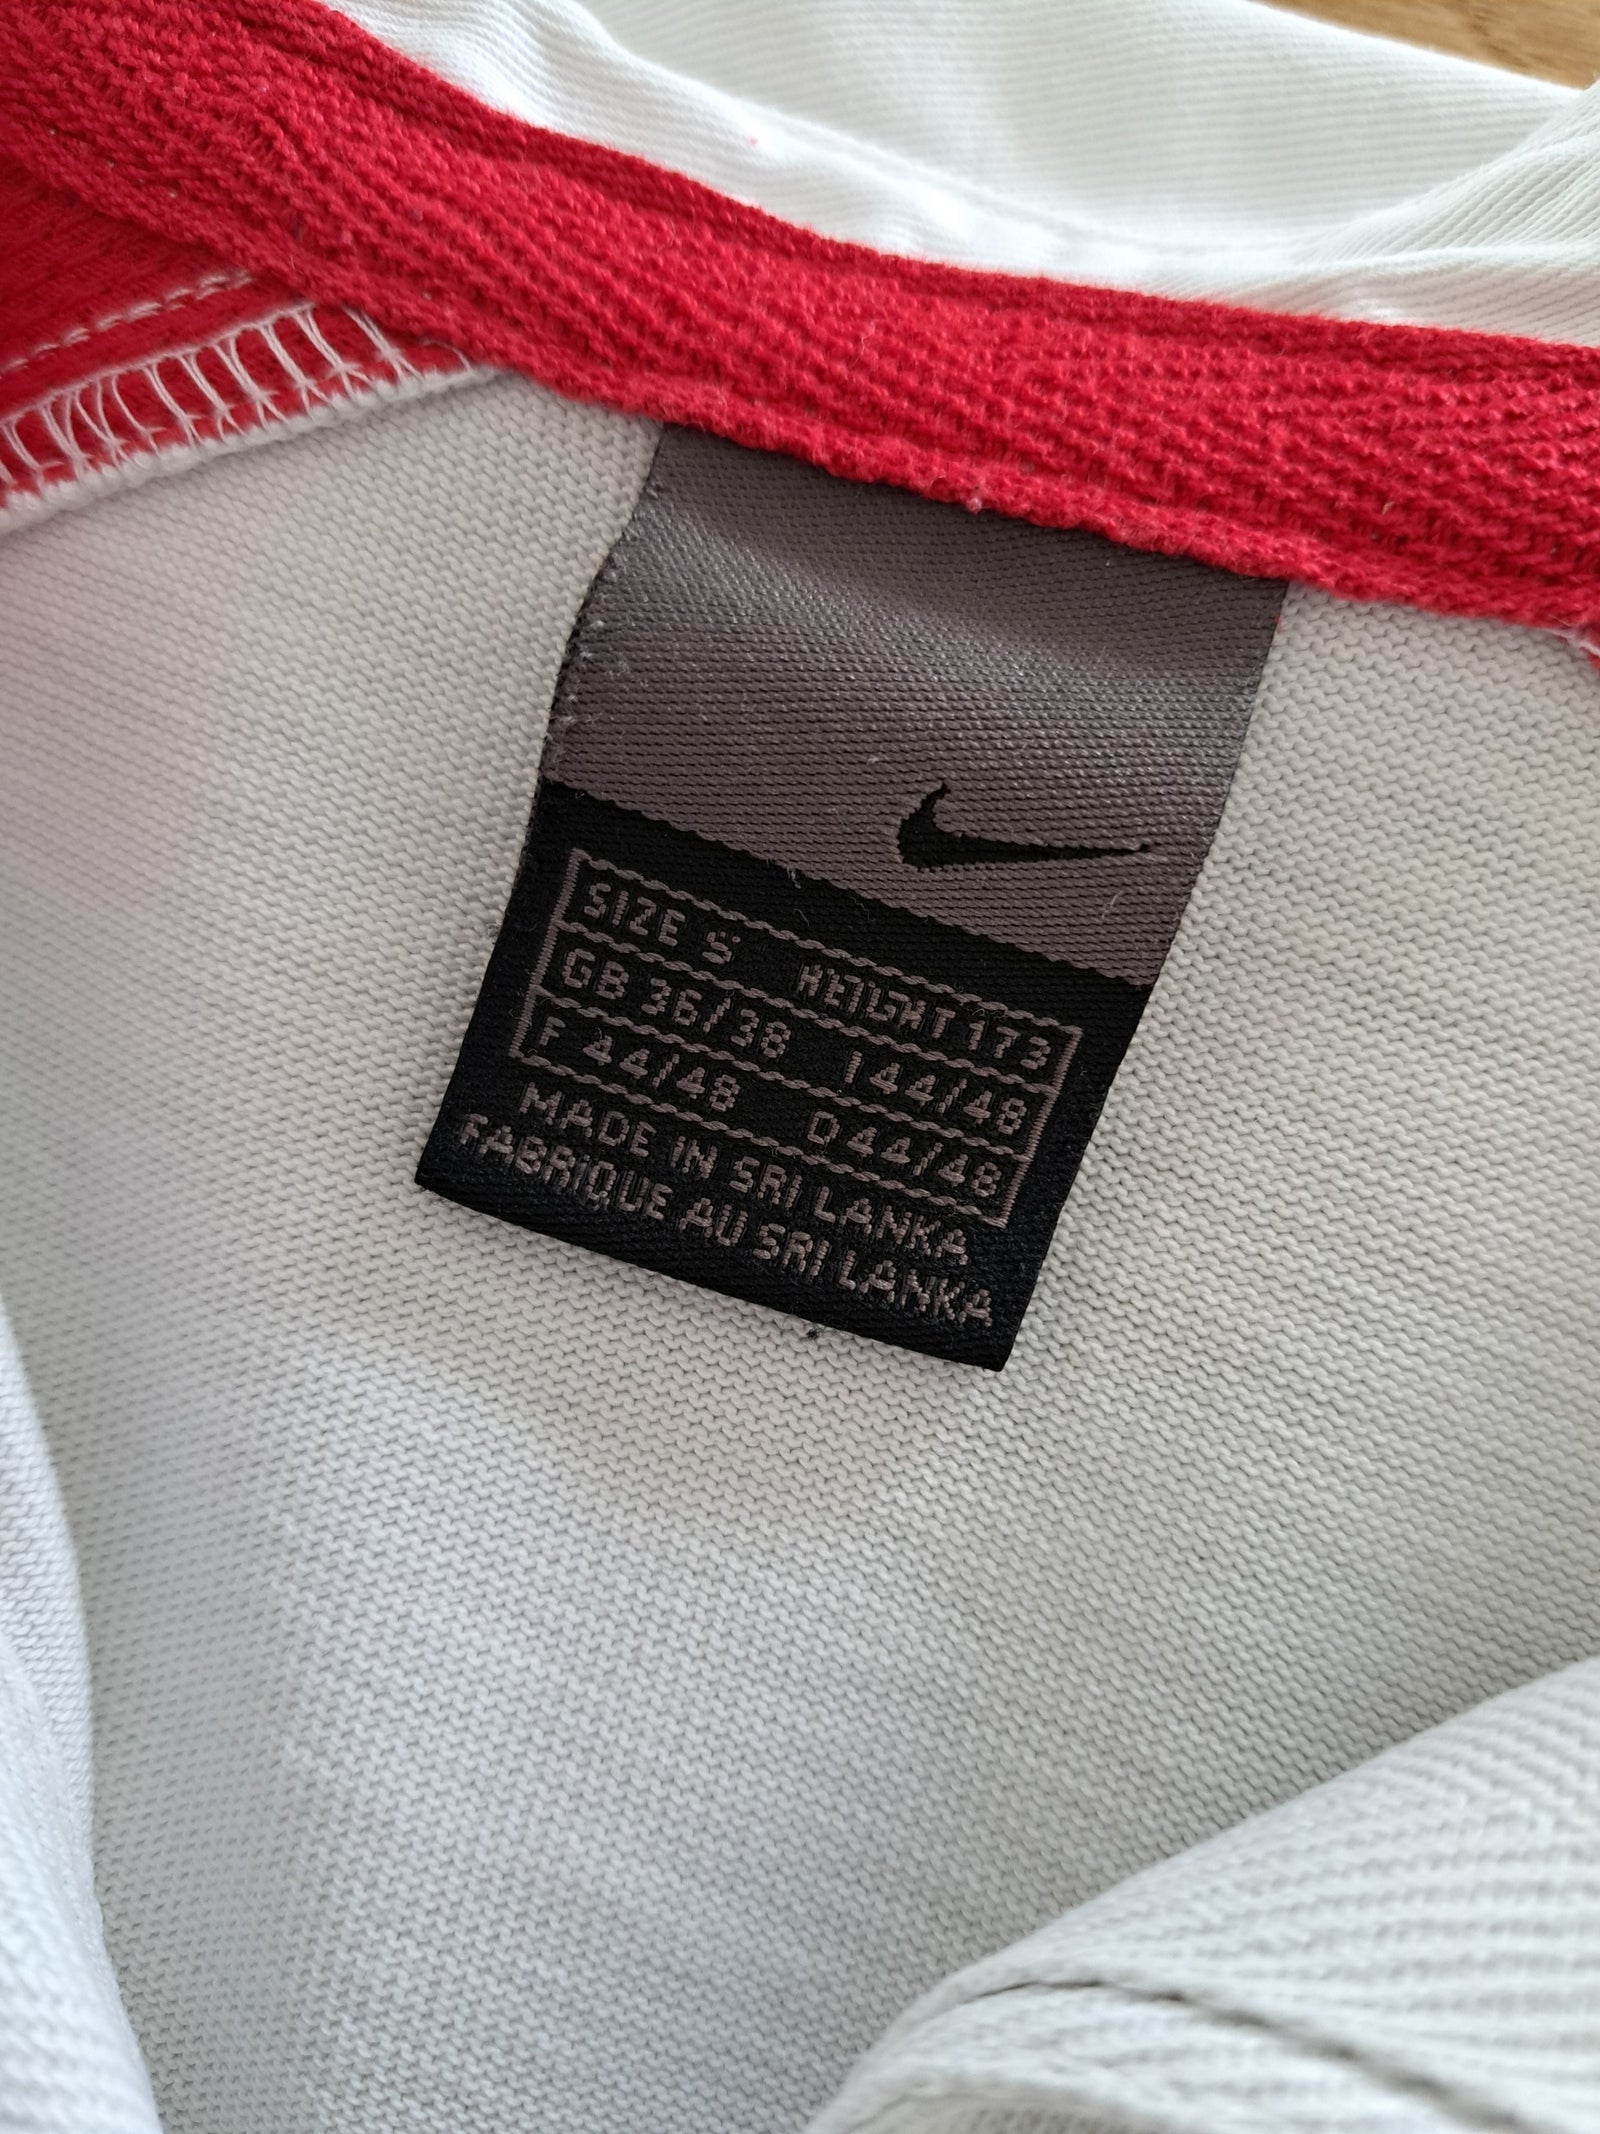 SIZE S HEIGHT 173
GB 36/38 I 44/48
F 44/48 D 44/48
MADE IN SRI LANKA
FABRIQUE AU SRI LANKA